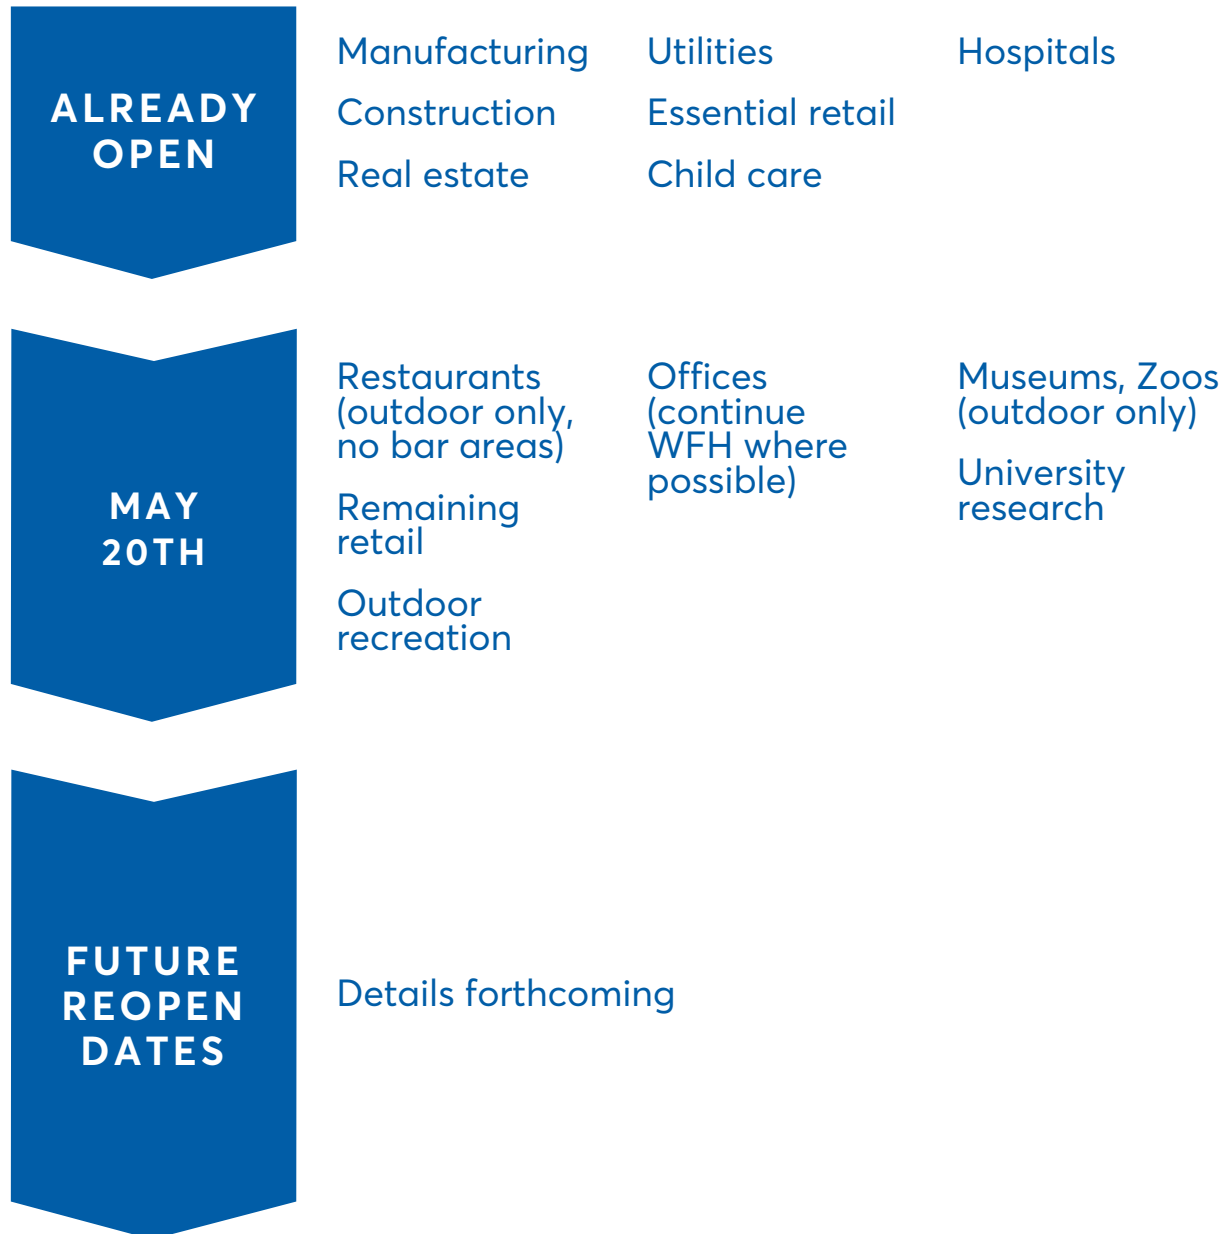 ALREADY
OPEN
Manufacturing
Construction
Real estate
Utilities
Essential retail
Child care
Hospitals
MAY
20TH
Restaurants
(outdoor only,
no bar areas)
Remaining
retail
Outdoor
recreation
Offices
(continue
WFH where
possible)
Museums, Zoos
(outdoor only)
University
research
FUTURE
REOPEN
DATES
Details forthcoming